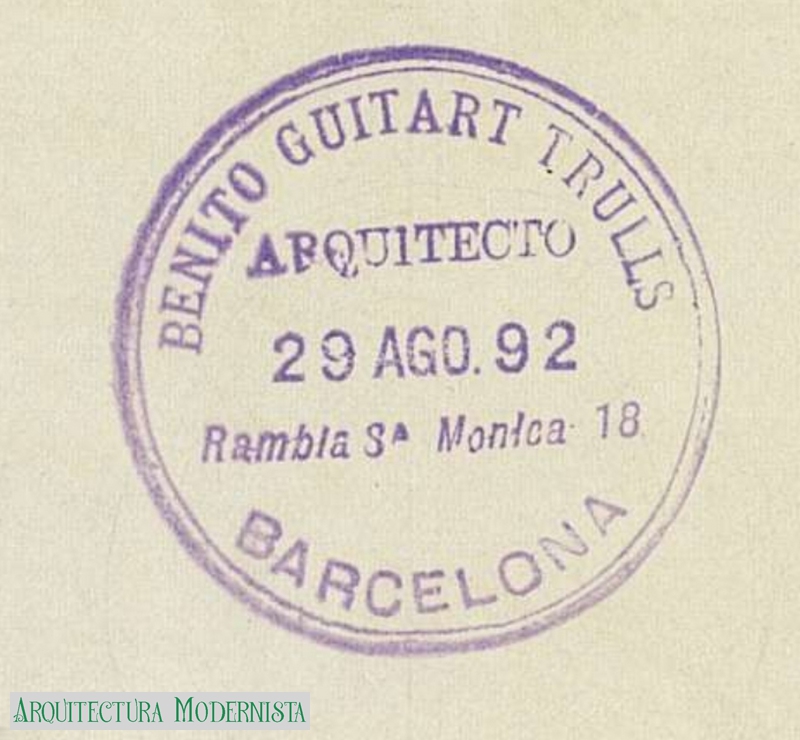 BENITO GUITART TRULLS
ARQUITECTO
29 AGO. 92
Rambla Sᴬ Monica 18
BARCELONA
ARQUITECTURA MODERNISTA